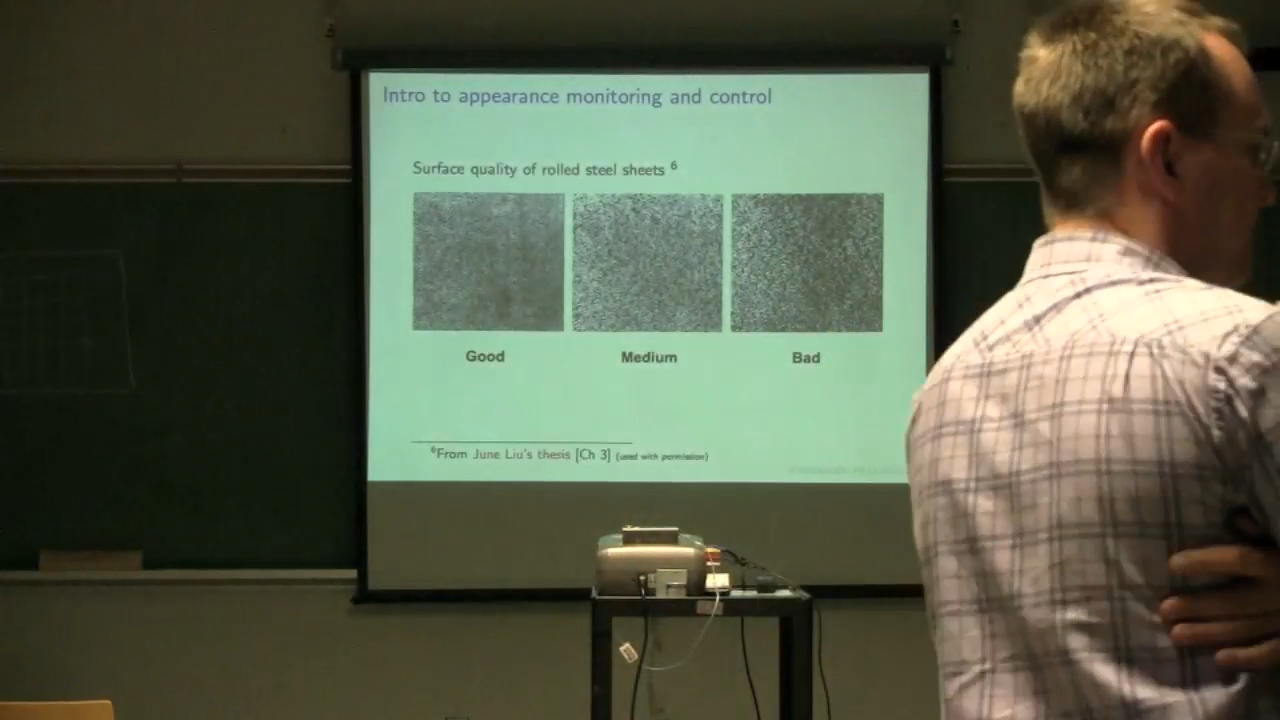 Intro to appearance monitoring and control
Surface quality of rolled steel sheets 6
Good Medium Bad
6From June Liu's thesis [Ch 3] (used with permission)